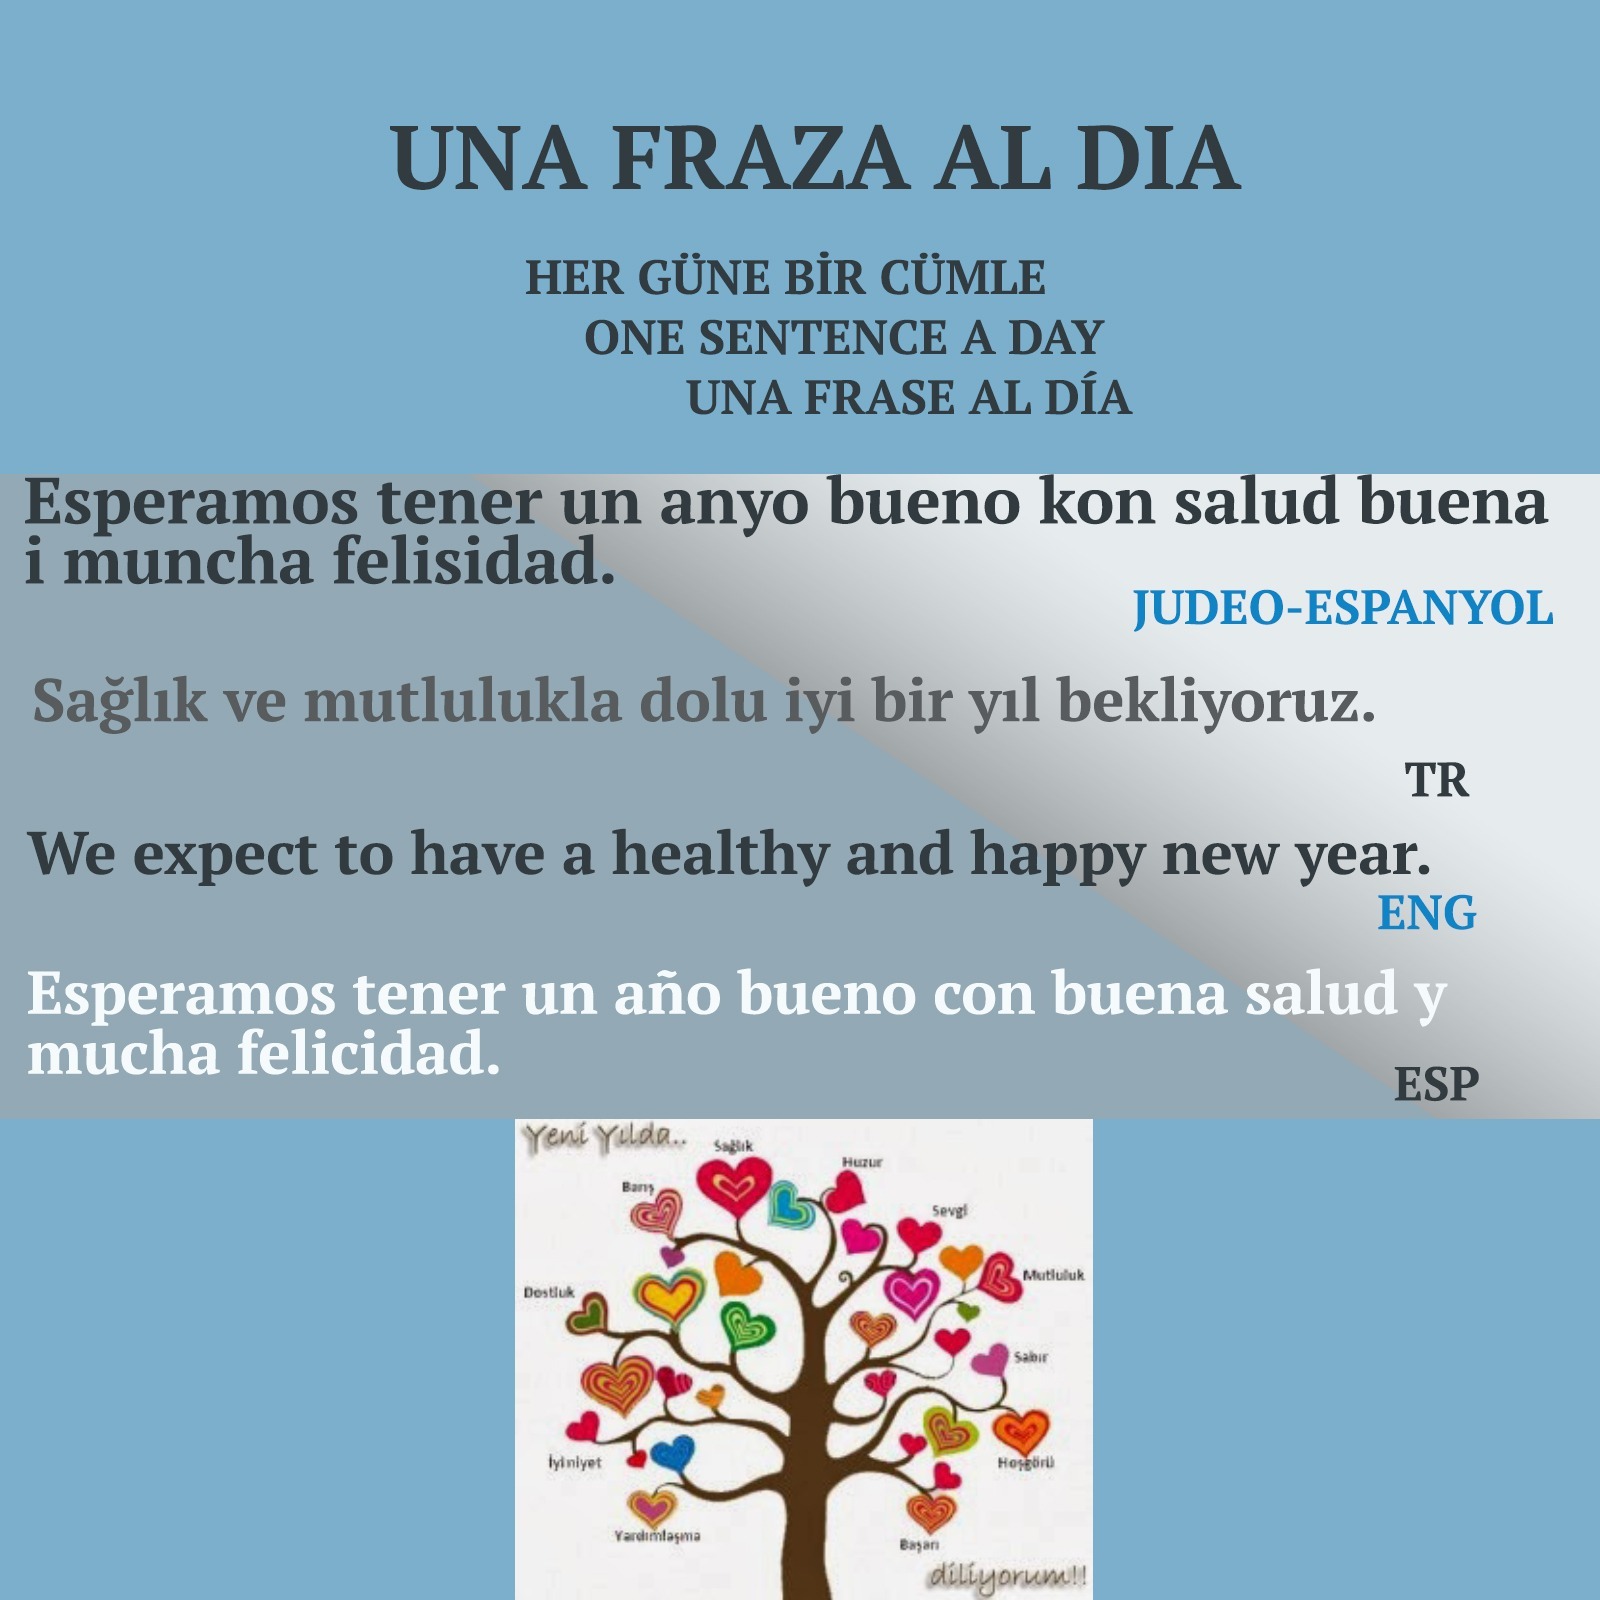 UNA FRAZA AL DIA
HER GÜNE BİR CÜMLE
ONE SENTENCE A DAY
UNA FRASE AL DÍA
Esperamos tener un anyo bueno kon salud buena
i muncha felisidad.
JUDEO-ESPANYOL
Sağlık ve mutlulukla dolu iyi bir yıl bekliyoruz.
TR
We expect to have a healthy and happy new year.
ENG
Esperamos tener un año bueno con buena salud y
mucha felicidad.
ESP
Yeni Yılda..
Sağlık
Huzur
Barış
Sevgi
Mutluluk
Dostluk
Sabır
İyiniyet
Hoşgörü
Yardımlaşma
Başarı
diliyorum!!